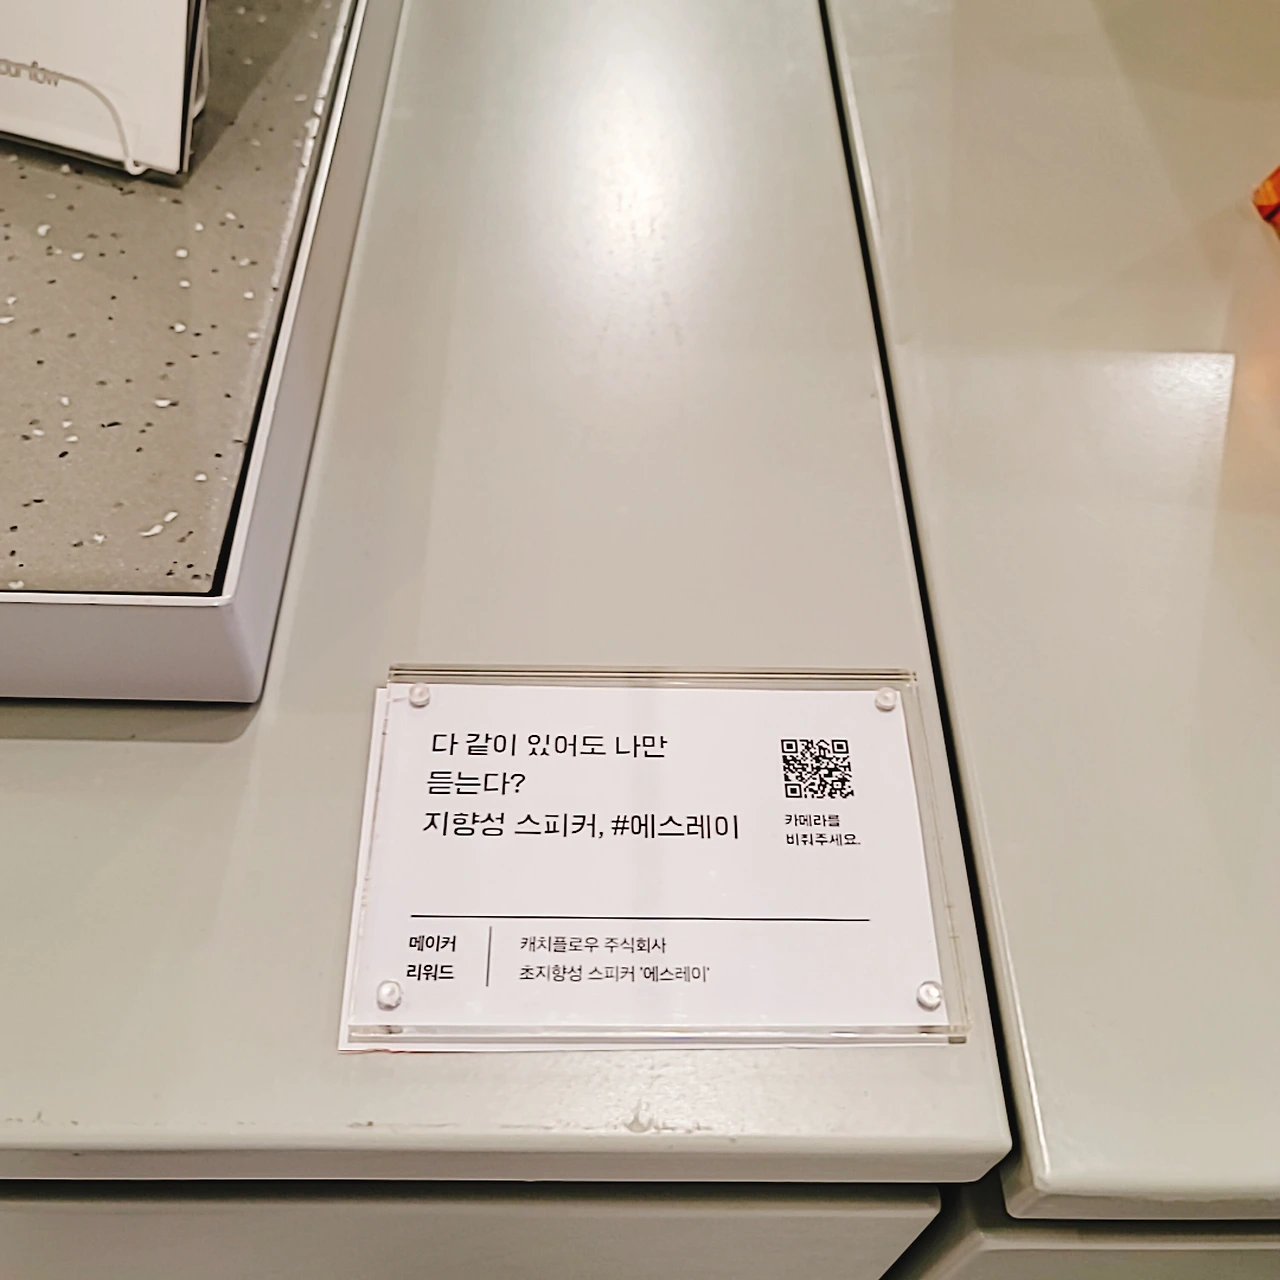 다 같이 있어도 나만
듣는다?
지향성 스피커, #에스레이
카메라를
비춰주세요.
메이커 캐치플로우 주식회사
리워드 초지향성 스피커 '에스레이'